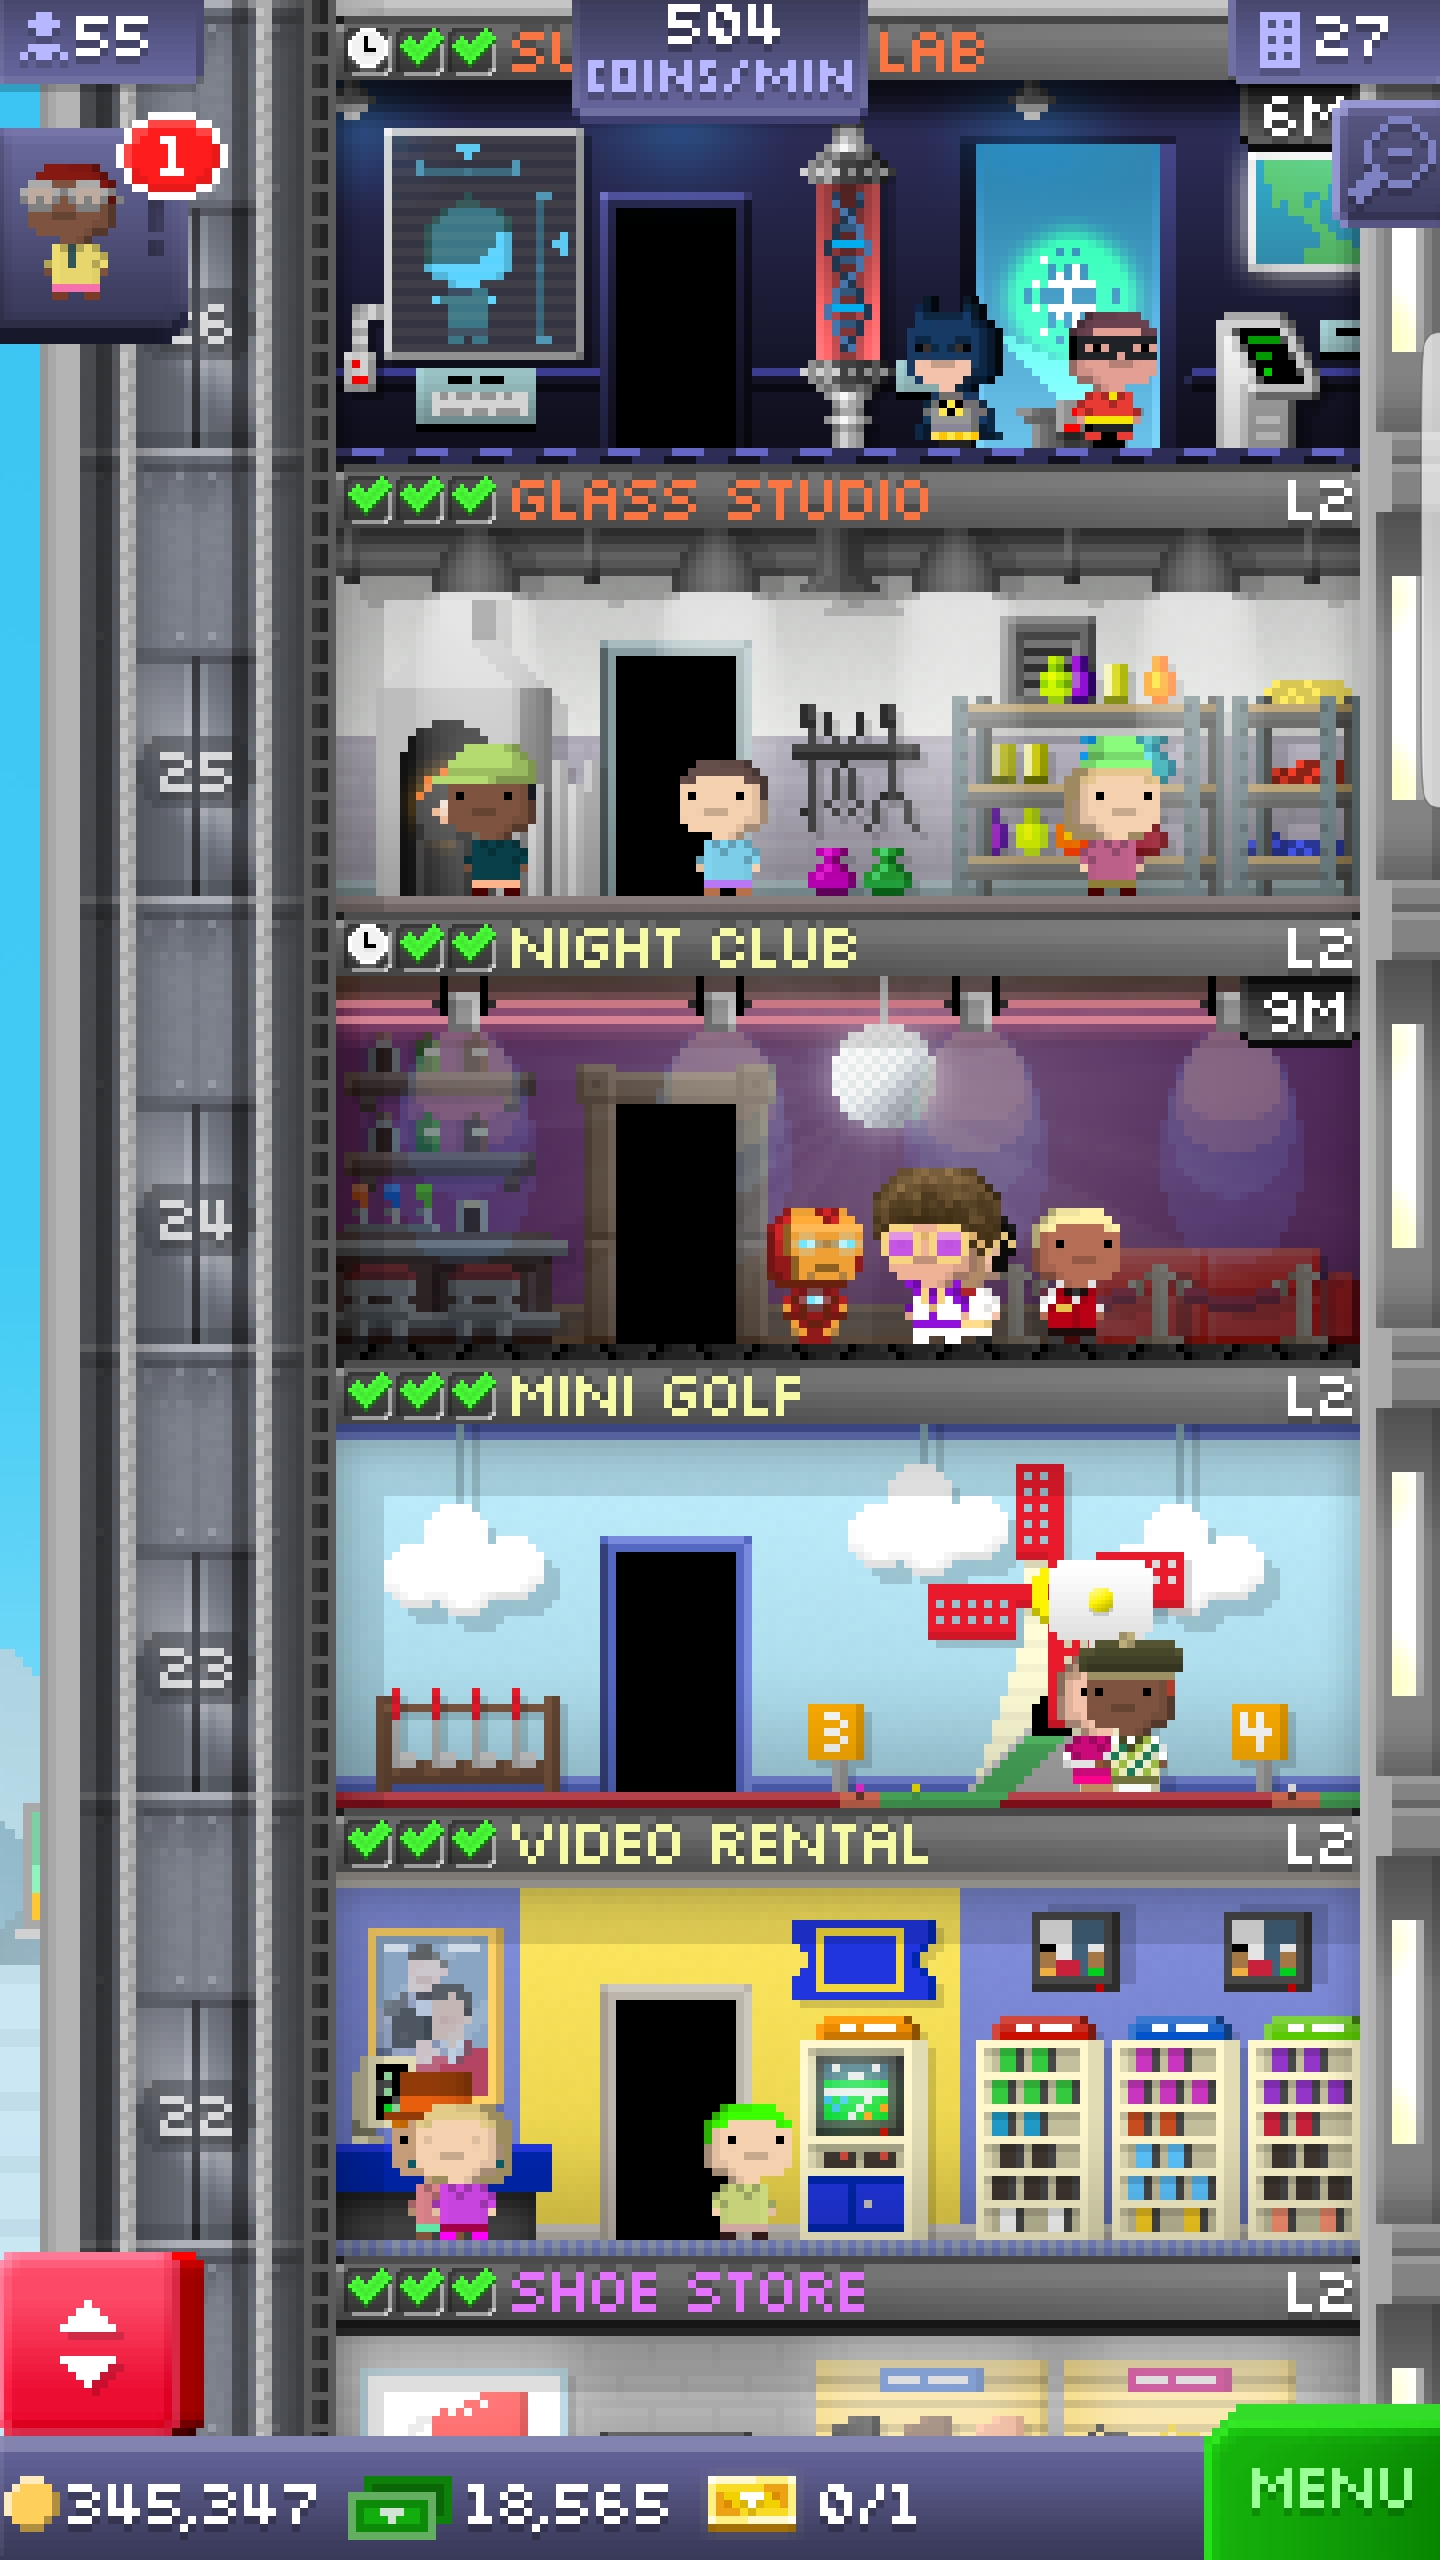 55
504
COINS/MIN
27
LAB
1
6M
GLASS STUDIO L2
25
NIGHT CLUB L2
9M
24
MINI GOLF L2
23
3
4
VIDEO RENTAL L2
22
SHOE STORE L2
345,347 18,565 0/1
MENU